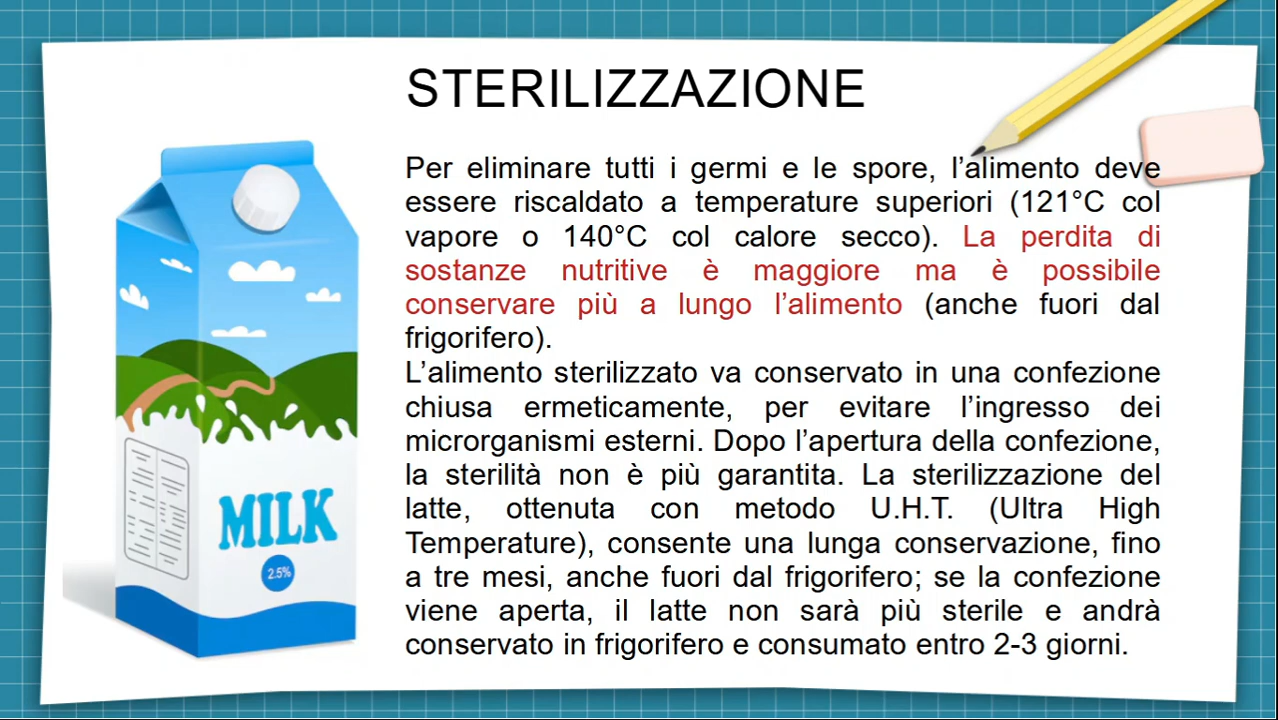 STERILIZZAZIONE
Per eliminare tutti i germi e le spore, l’alimento deve
essere riscaldato a temperature superiori (121°C col
vapore o 140°C col calore secco). La perdita di
sostanze nutritive è maggiore ma è possibile
conservare più a lungo l’alimento (anche fuori dal
frigorifero).
L’alimento sterilizzato va conservato in una confezione
chiusa ermeticamente, per evitare l’ingresso dei
microrganismi esterni. Dopo l’apertura della confezione,
la sterilità non è più garantita. La sterilizzazione del
latte, ottenuta con metodo U.H.T. (Ultra High
Temperature), consente una lunga conservazione, fino
a tre mesi, anche fuori dal frigorifero; se la confezione
viene aperta, il latte non sarà più sterile e andrà
conservato in frigorifero e consumato entro 2-3 giorni.
MILK
2.5%